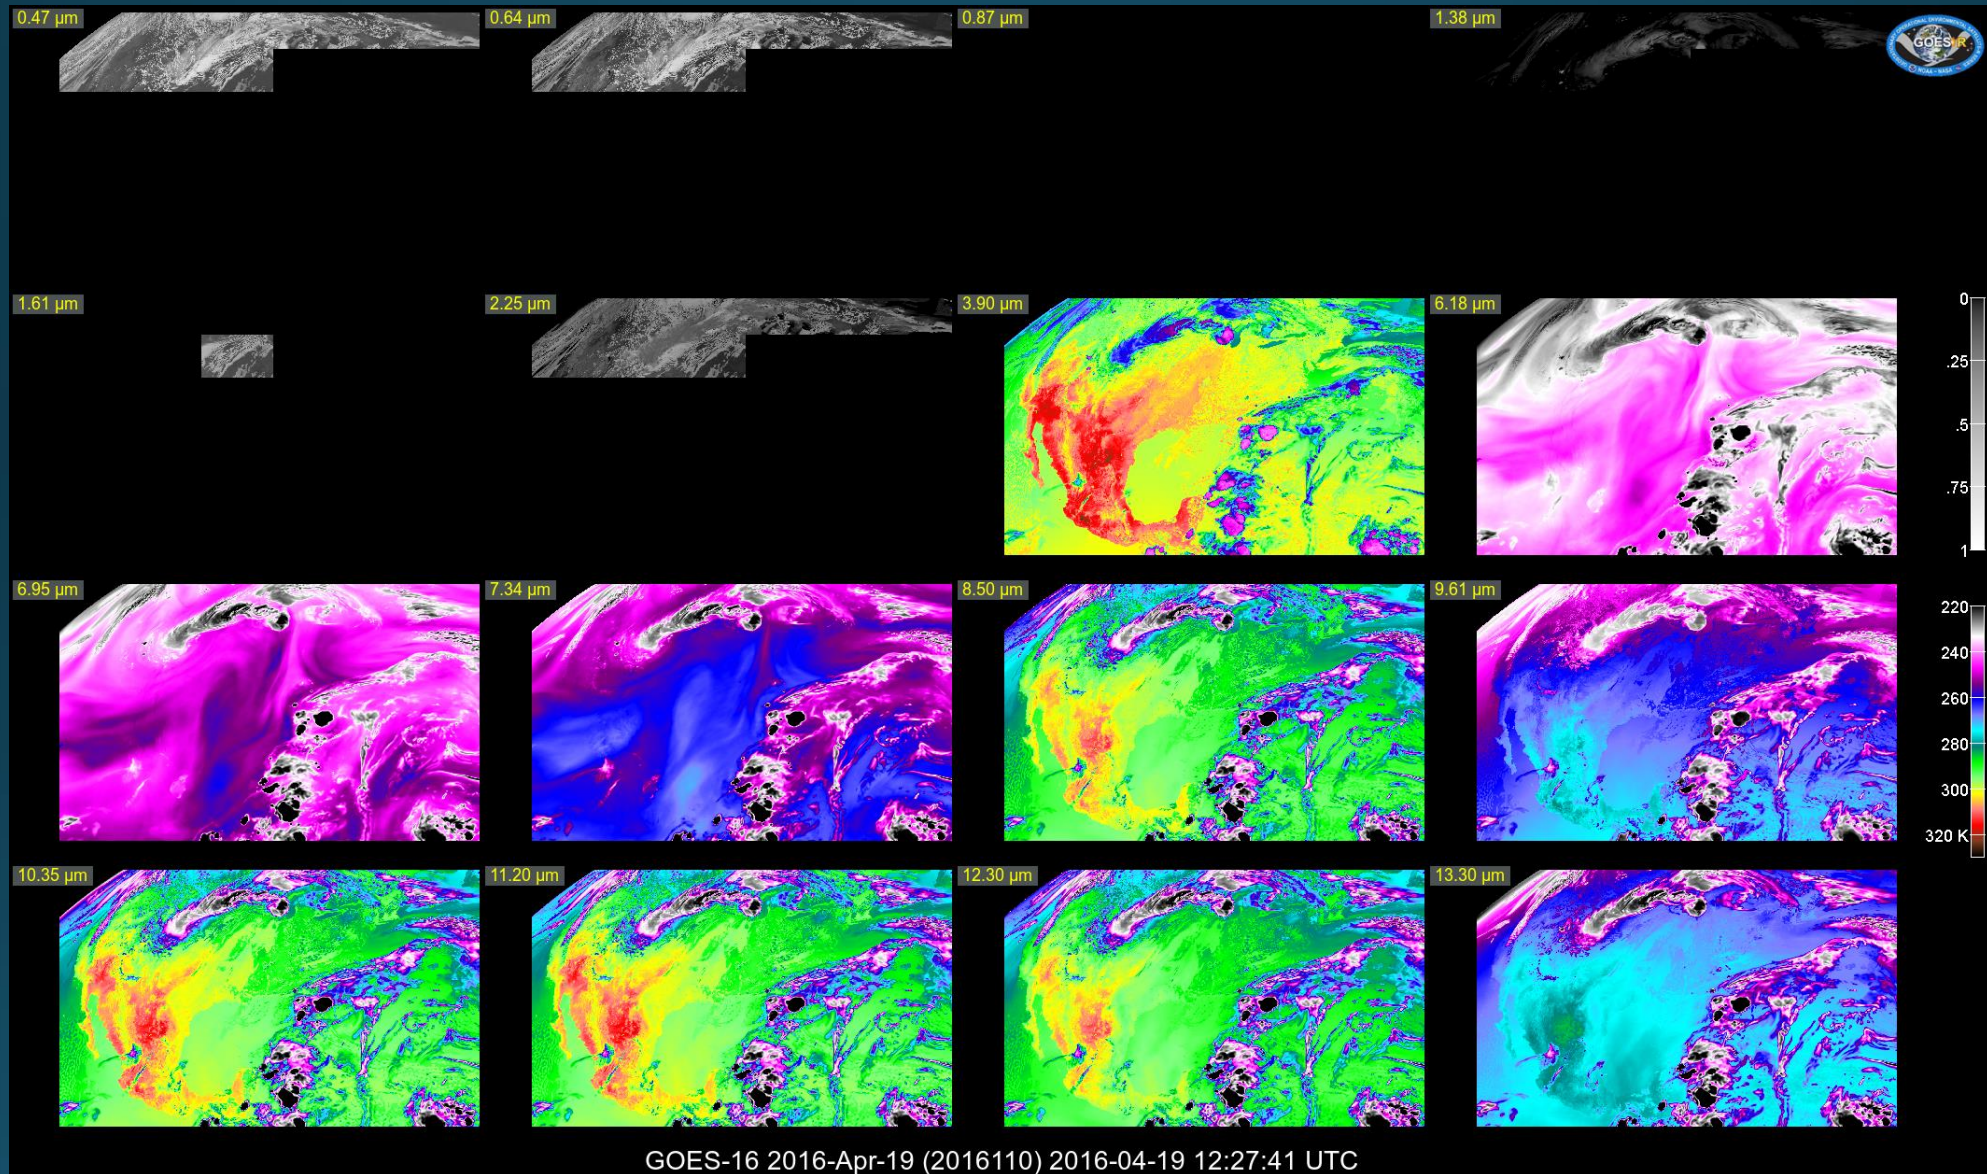 0.47 µm
0.64 µm
0.87 µm
1.38 µm
GOES R
NOAA - NASA
1.61 µm
2.25 µm
3.90 µm
6.18 µm
0
.25
.5
.75
1
6.95 µm
7.34 µm
8.50 µm
9.61 µm
220
240
260
280
300
320 K
10.35 µm
11.20 µm
12.30 µm
13.30 µm
GOES-16 2016-Apr-19 (2016110) 2016-04-19 12:27:41 UTC